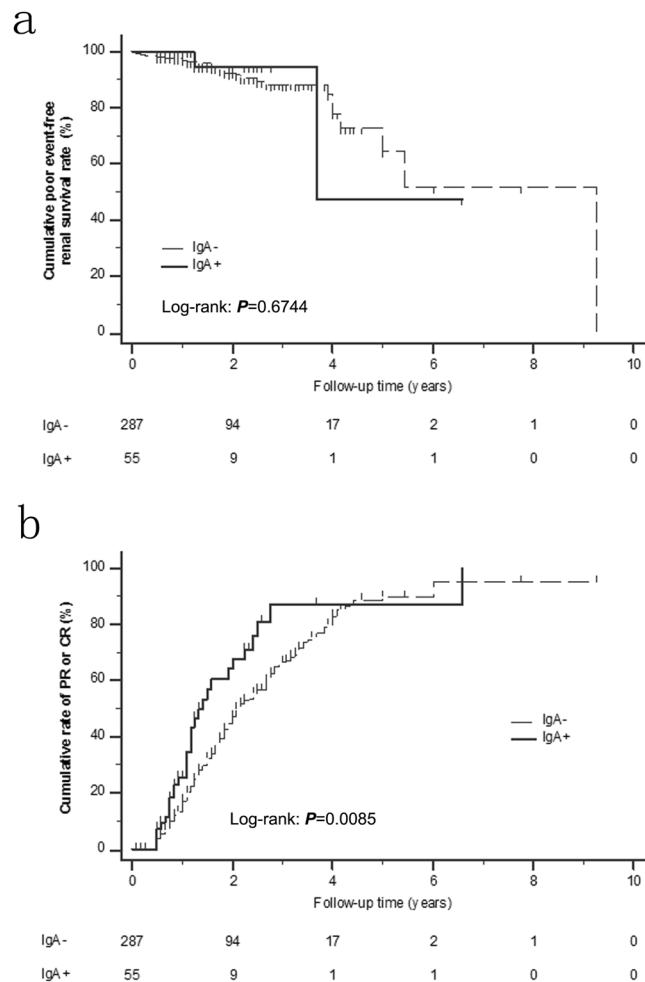 a
Cumulative poor event-free
renal survival rate (%)
100
80
60
40
20
0
IgA-
IgA+
Log-rank: P=0.6744
0 2 4 6 8 10
Follow-up time (years)
IgA- 287 94 17 2 1 0
IgA+ 55 9 1 1 0 0
b
Cumulative rate of PR or CR (%)
100
80
60
40
20
0
IgA-
IgA+
Log-rank: P=0.0085
0 2 4 6 8 10
Follow-up time (years)
IgA- 287 94 17 2 1 0
IgA+ 55 9 1 1 0 0